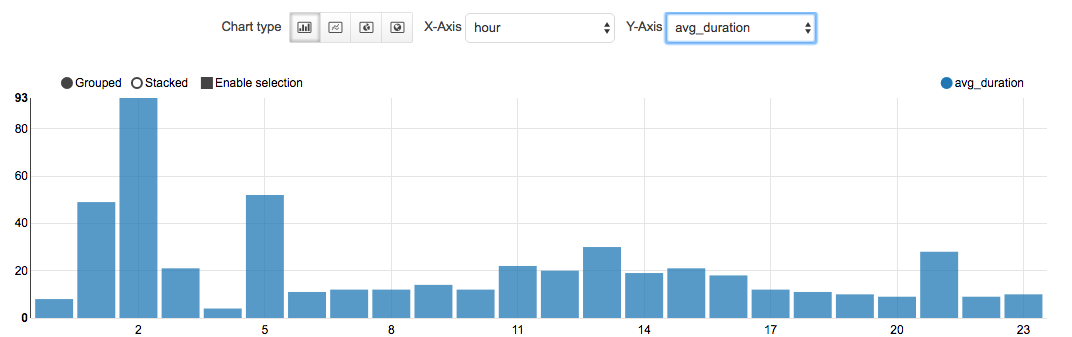 Chart type X-Axis hour Y-Axis avg_duration
Grouped Stacked Enable selection avg_duration
93
80
60
40
20
0
2 5 8 11 14 17 20 23